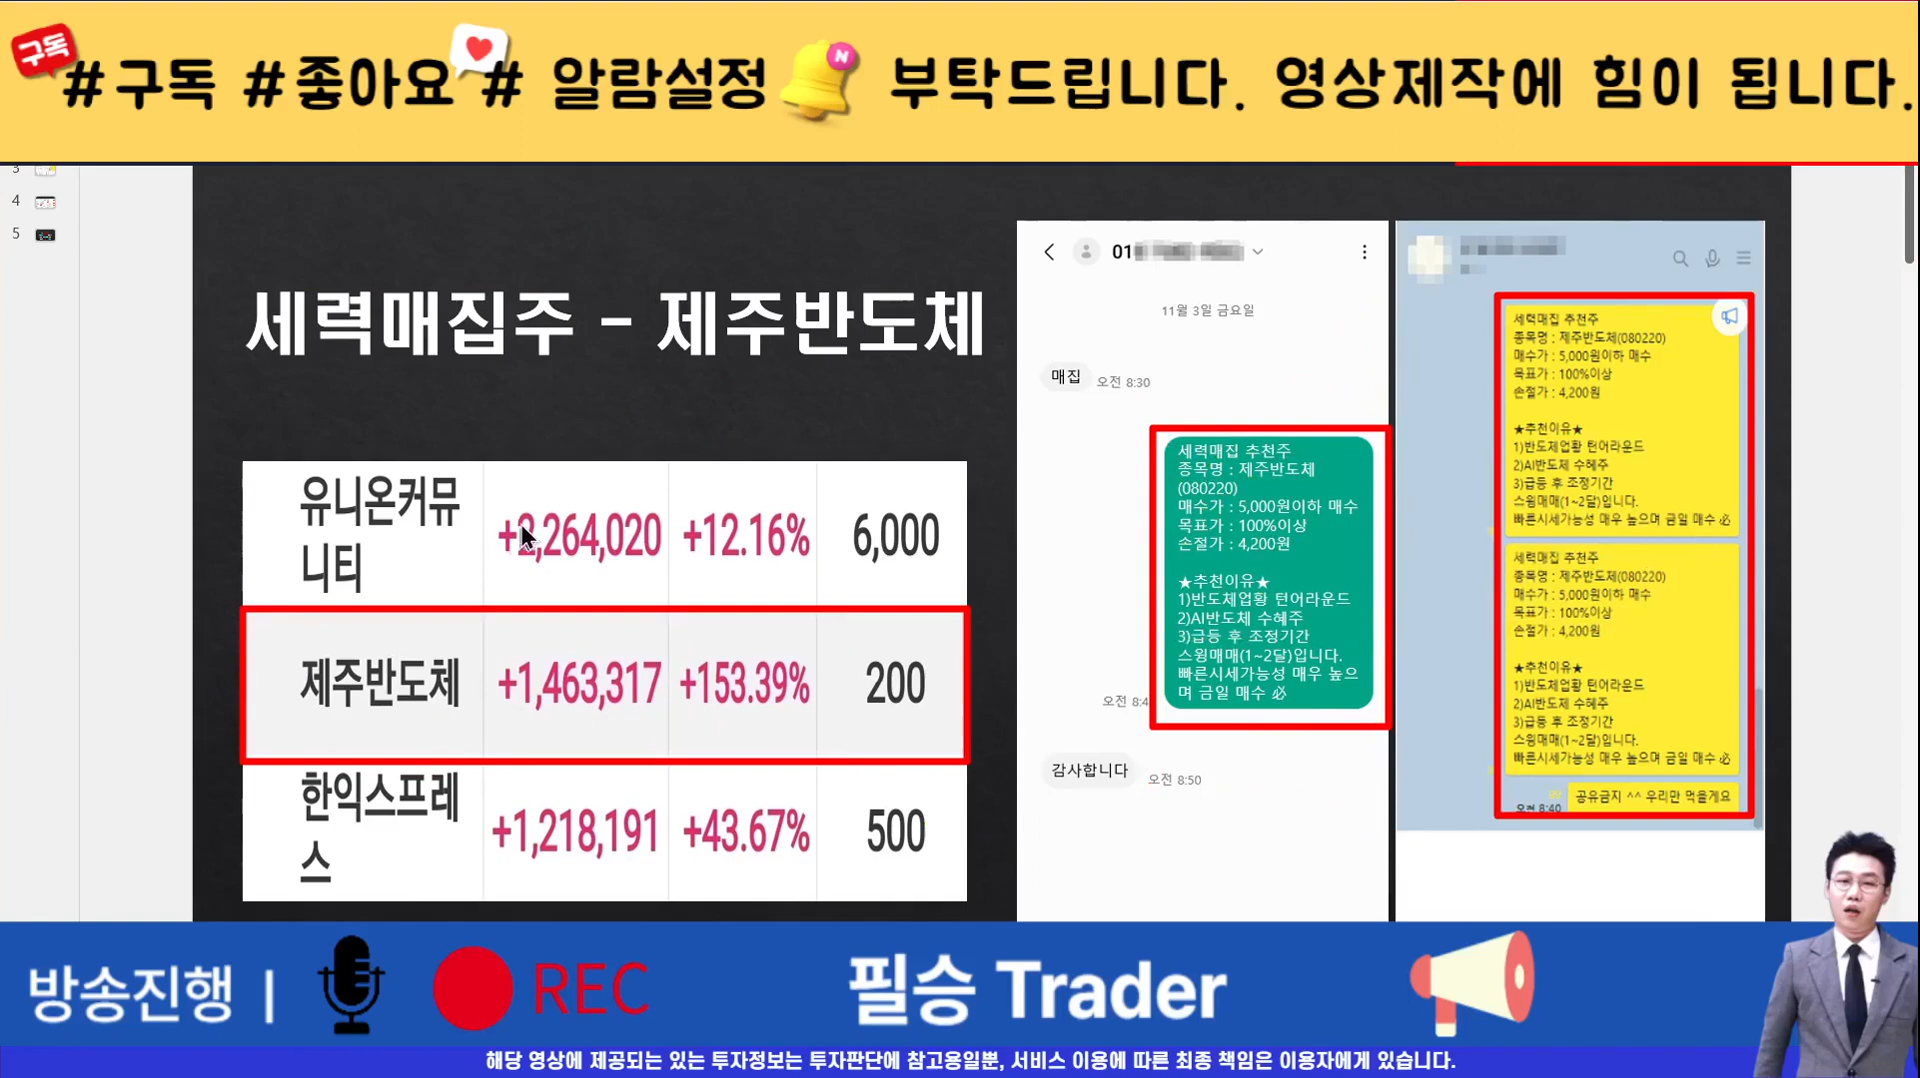 구독
#구독 #좋아요 # 알람설정 N 부탁드립니다. 영상제작에 힘이 됩니다.
3
4
5
세력매집주 - 제주반도체
유니온커뮤니티 +2,264,020 +12.16% 6,000
제주반도체 +1,463,317 +153.39% 200
한익스프레스 +1,218,191 +43.67% 500
01
11월 3일 금요일
매집
오전 8:30
세력매집 추천주
종목명 : 제주반도체
(080220)
매수가 : 5,000원이하 매수
목표가 : 100%이상
손절가 : 4,200원
★추천이유★
1)반도체업황 턴어라운드
2)AI반도체 수혜주
3)급등 후 조정기간
스윙매매(1~2달)입니다.
빠른시세가능성 매우 높으
며 금일 매수 必
오전 8:4
감사합니다
오전 8:50
세력매집 추천주
종목명 : 제주반도체(080220)
매수가 : 5,000원이하 매수
목표가 : 100%이상
손절가 : 4,200원
★추천이유★
1)반도체업황 턴어라운드
2)AI반도체 수혜주
3)급등 후 조정기간
스윙매매(1~2달)입니다.
빠른시세가능성 매우 높으며 금일 매수 必
세력매집 추천주
종목명 : 제주반도체(080220)
매수가 : 5,000원이하 매수
목표가 : 100%이상
손절가 : 4,200원
★추천이유★
1)반도체업황 턴어라운드
2)AI반도체 수혜주
3)급등 후 조정기간
스윙매매(1~2달)입니다.
빠른시세가능성 매우 높으며 금일 매수 必
오전 8:40
공유금지 ^^ 우리만 먹을게요
방송진행 | REC 필승 Trader
해당 영상에 제공되는 있는 투자정보는 투자판단에 참고용일뿐, 서비스 이용에 따른 최종 책임은 이용자에게 있습니다.